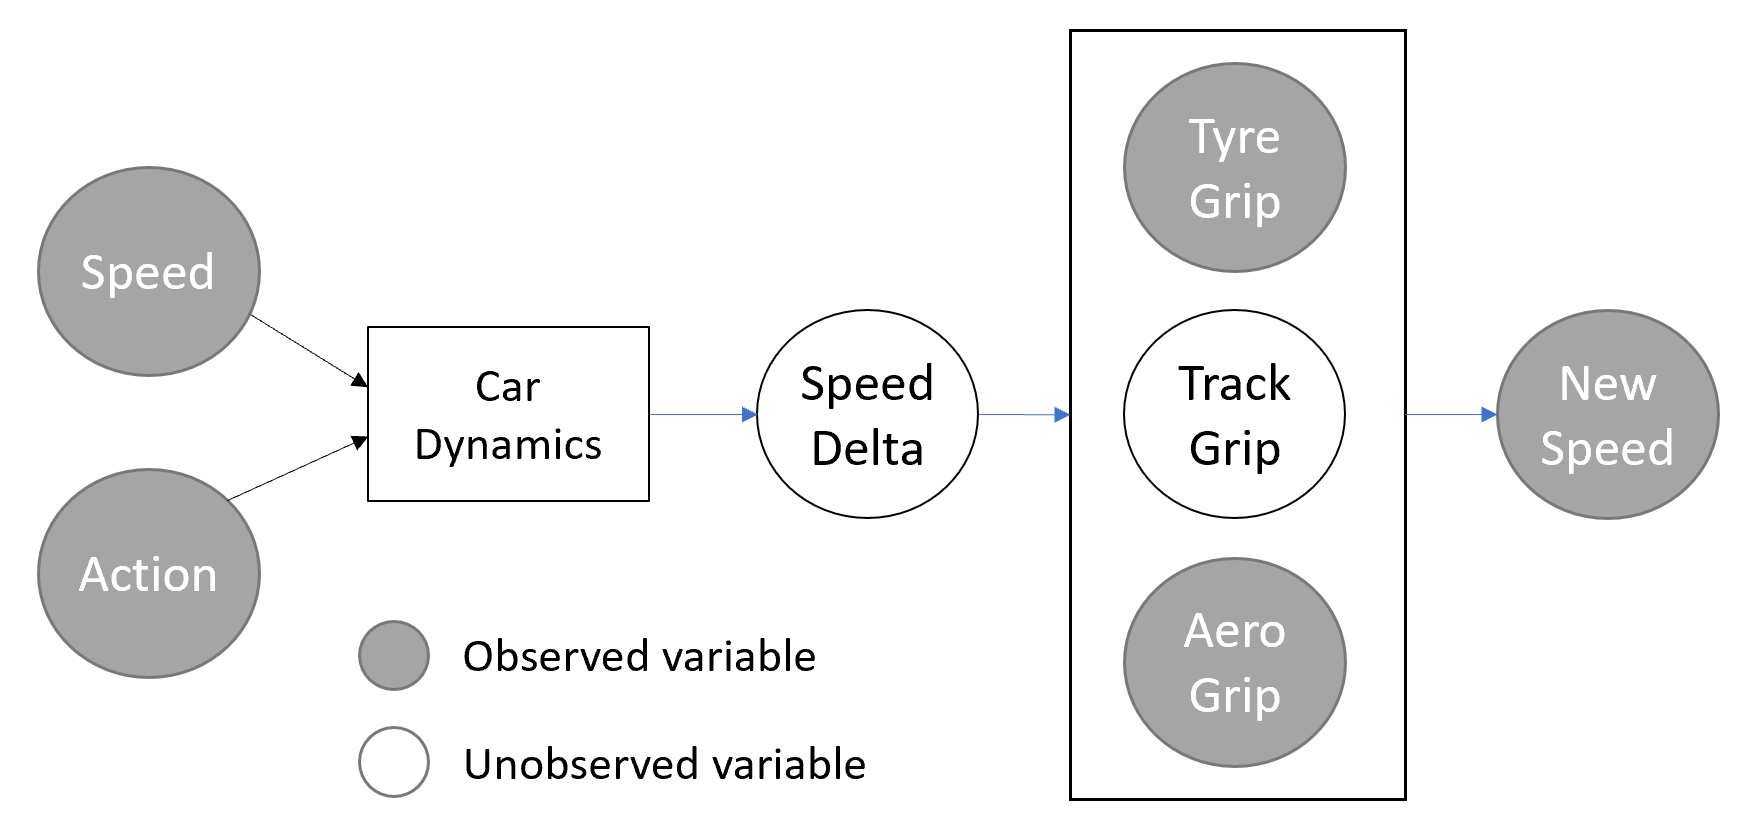 Speed
Action
Car
Dynamics
Speed
Delta
Tyre
Grip
Track
Grip
Aero
Grip
New
Speed
Observed variable
Unobserved variable